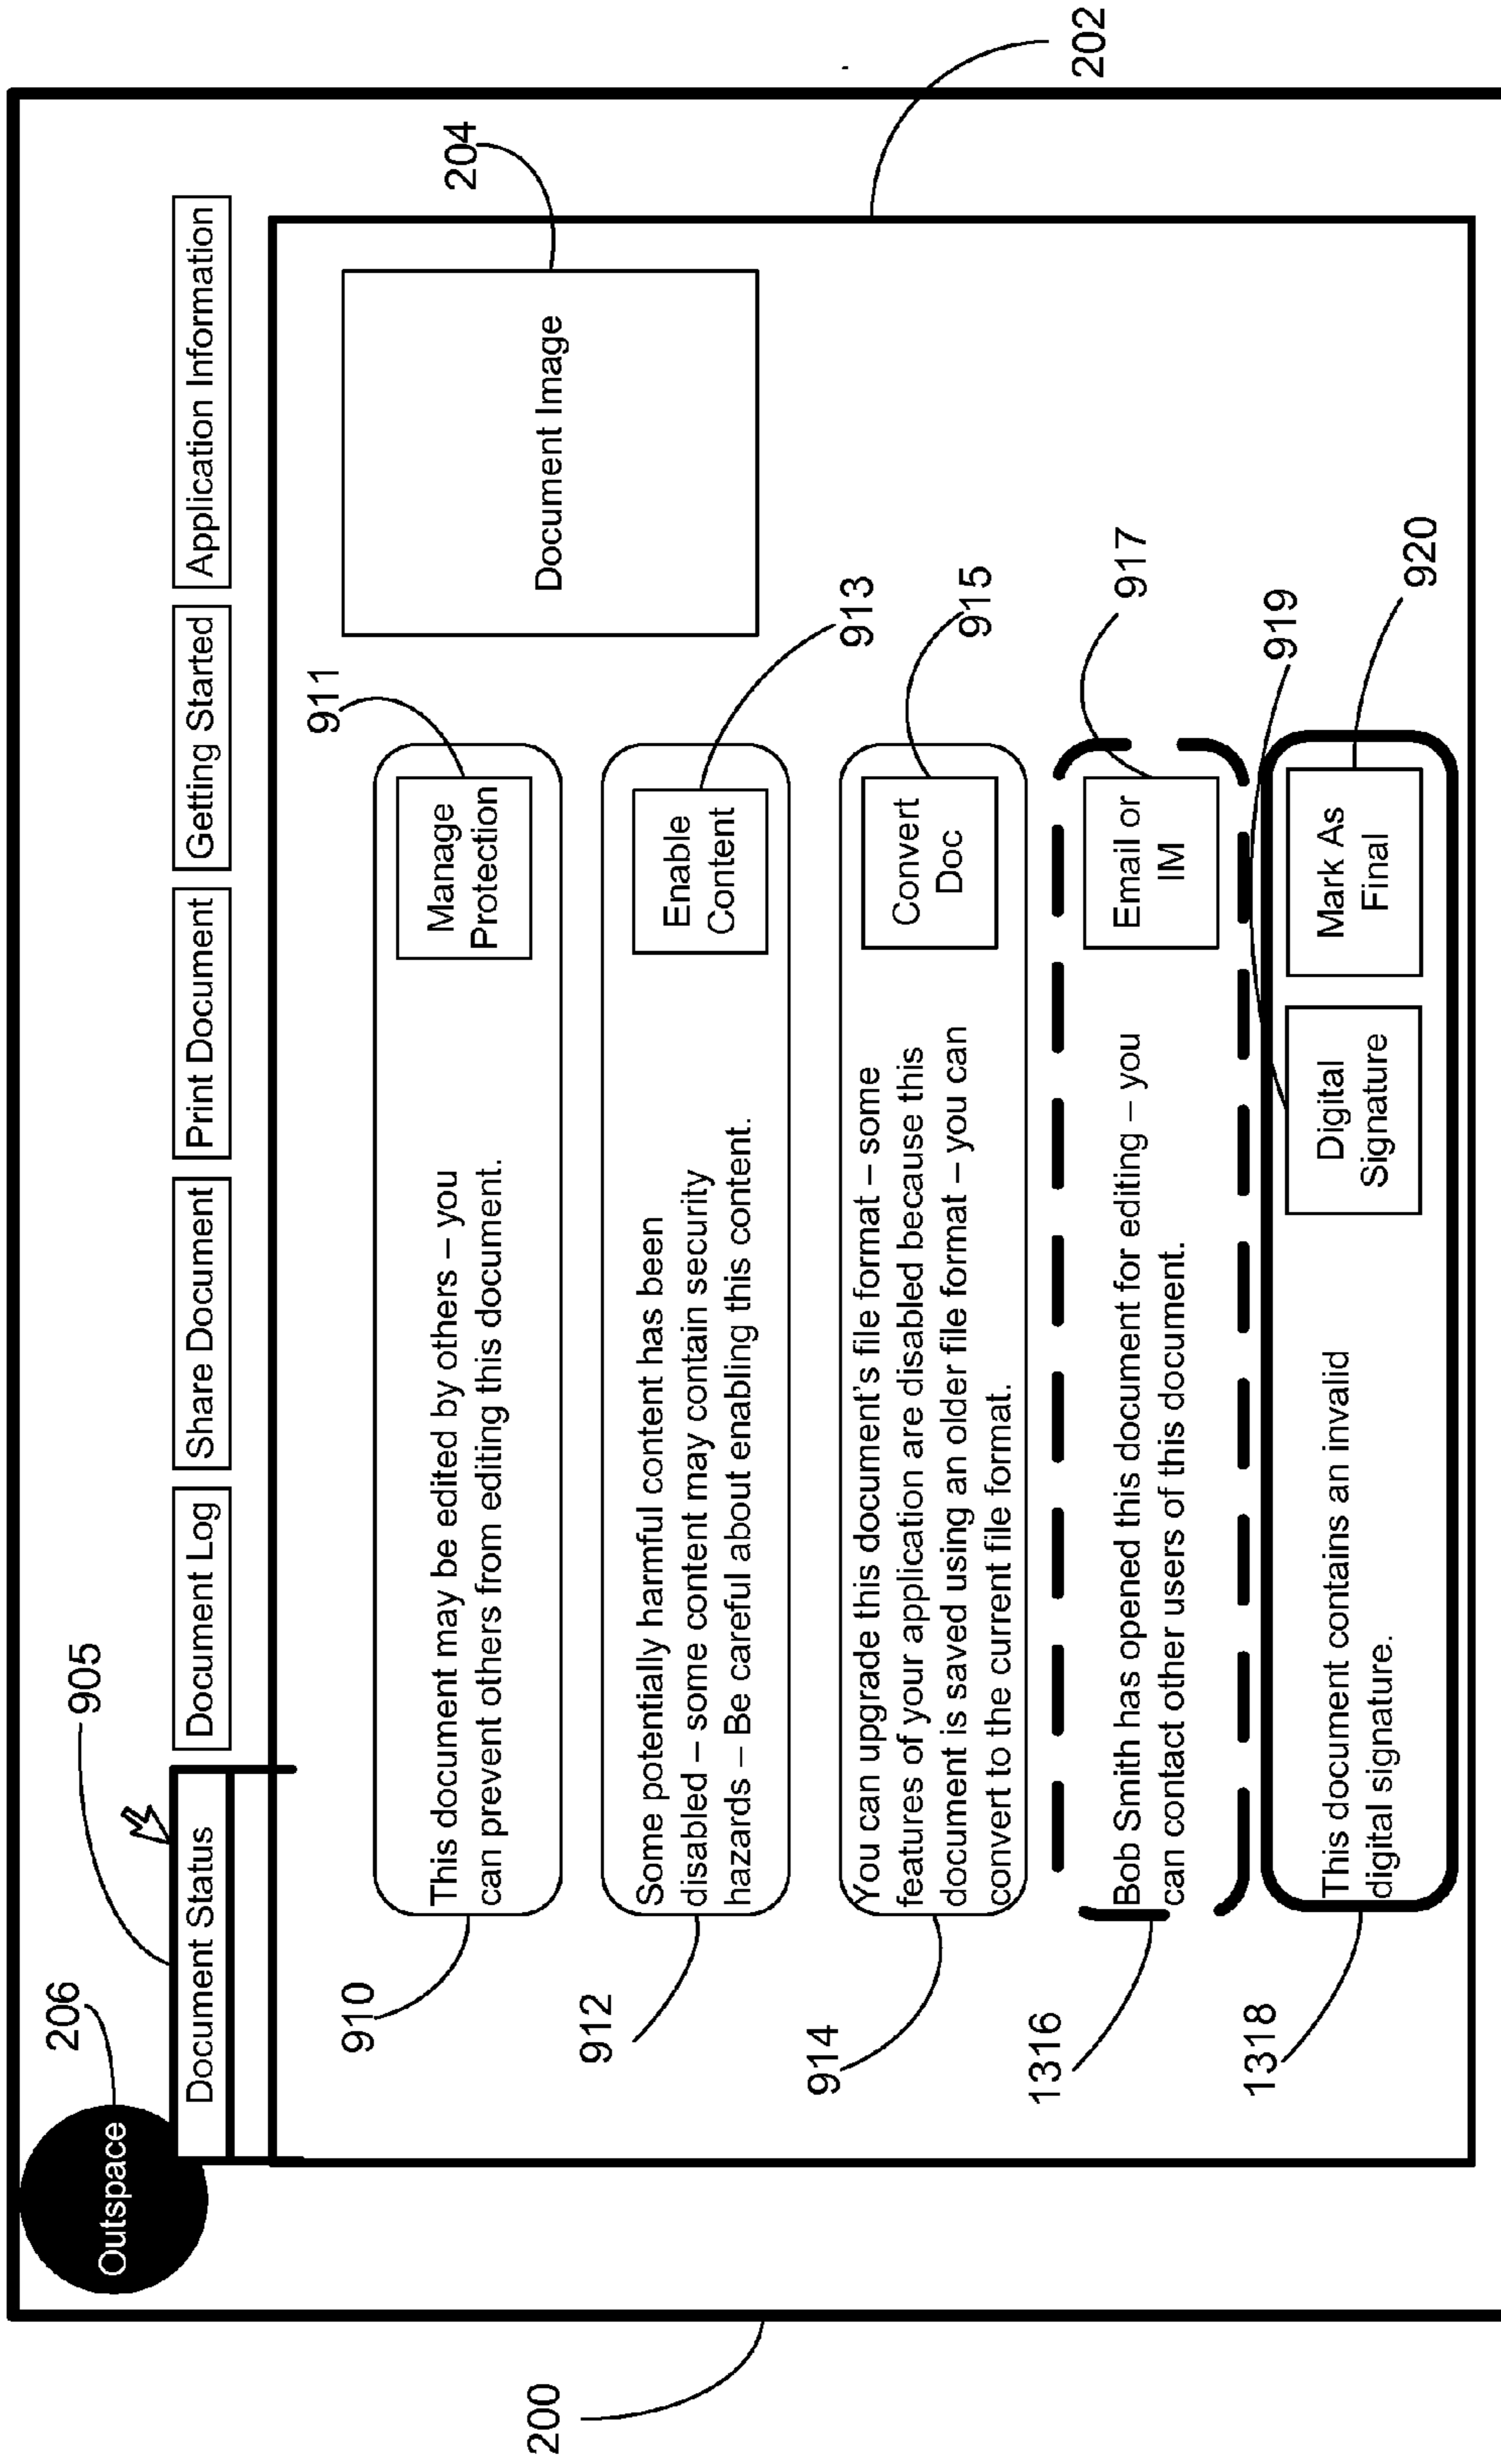 Outspace
206
905
Document Status
Document Log
Share Document
Print Document
Getting Started
Application Information
911
204
Document Image
202
200
910
This document may be edited by others – you
can prevent others from editing this document.
Manage
Protection
912
Some potentially harmful content has been
disabled – some content may contain security
hazards – Be careful about enabling this content.
Enable
Content
913
914
You can upgrade this document's file format – some
features of your application are disabled because this
document is saved using an older file format – you can
convert to the current file format.
Convert
Doc
915
1316
Bob Smith has opened this document for editing – you
can contact other users of this document.
Email or
IM
917
1318
This document contains an invalid
digital signature.
Digital
Signature
Mark As
Final
919
920